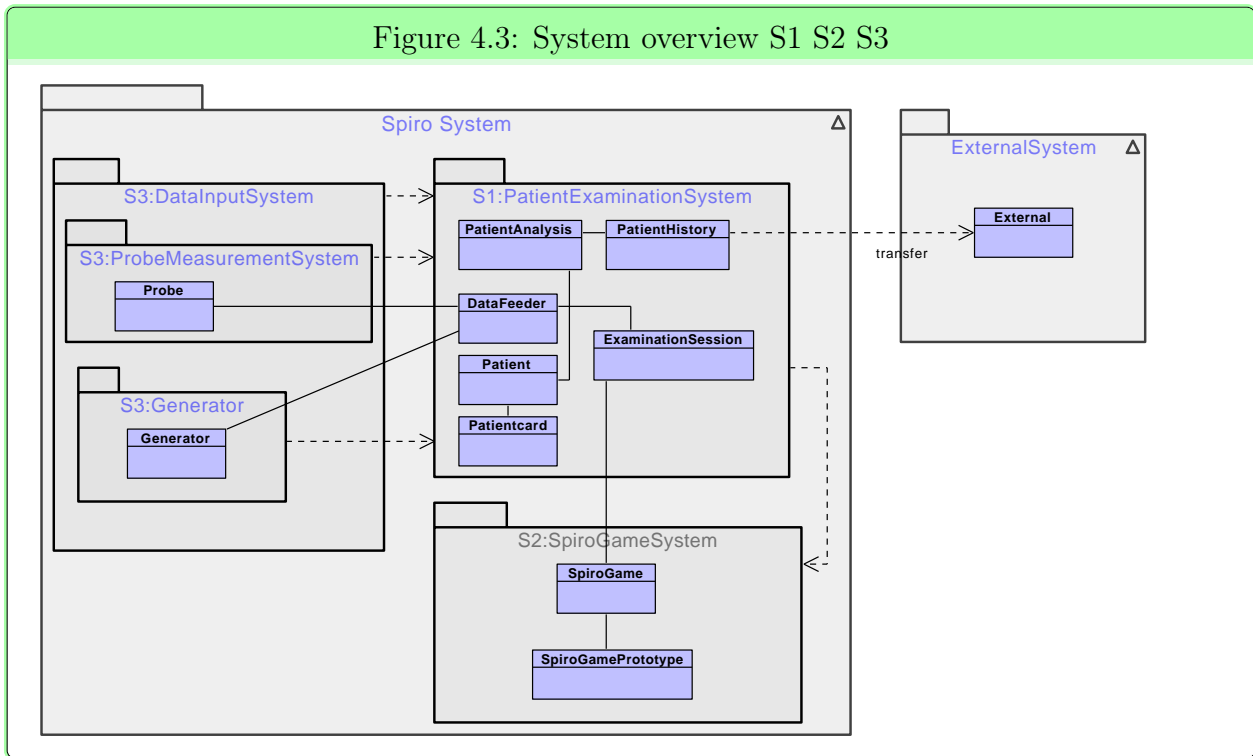 Figure 4.3: System overview S1 S2 S3
Spiro System
ExternalSystem
S3:DataInputSystem
S1:PatientExaminationSystem
External
PatientAnalysis
PatientHistory
transfer
S3:ProbeMeasurementSystem
Probe
DataFeeder
ExaminationSession
Patient
S3:Generator
Generator
Patientcard
S2:SpiroGameSystem
SpiroGame
SpiroGamePrototype